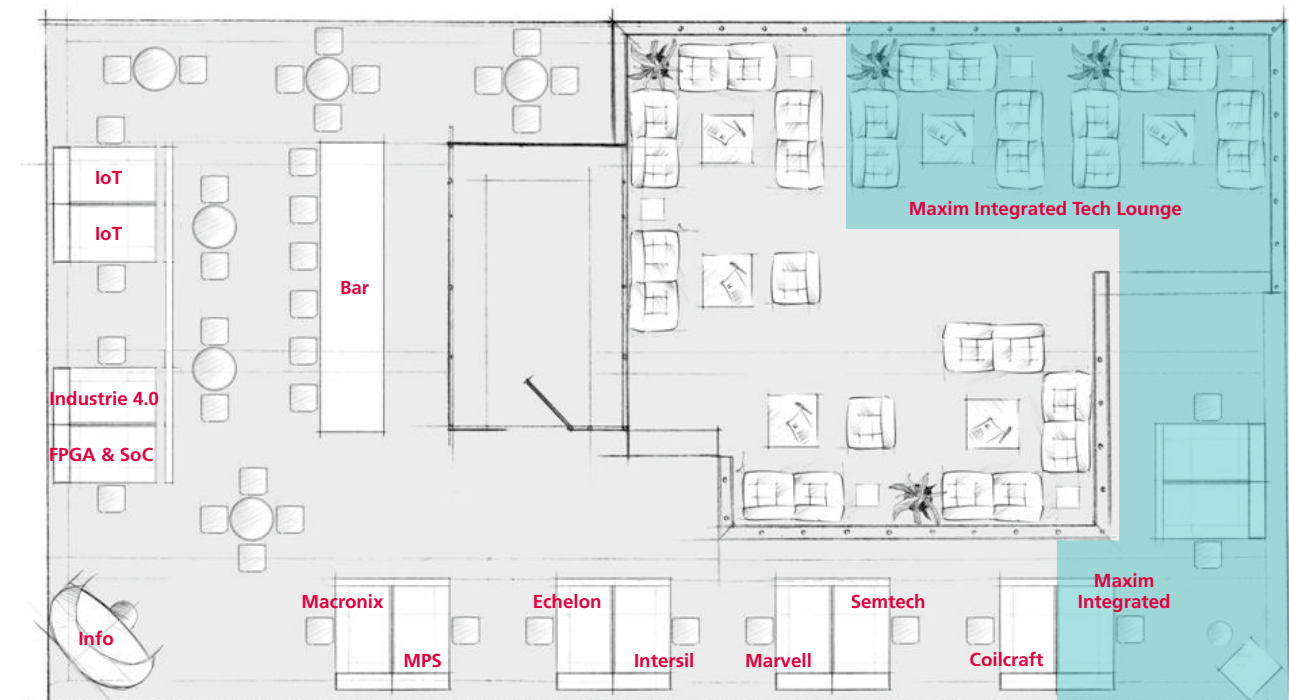 Maxim Integrated Tech Lounge
IoT
IoT
Bar
Industrie 4.0
FPGA & SoC
Info
Macronix
MPS
Echelon
Intersil
Marvell
Semtech
Coilcraft
Maxim
Integrated